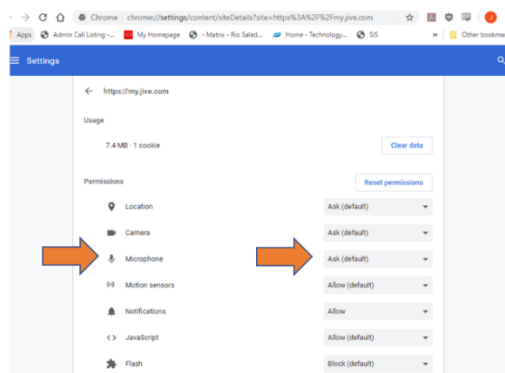 Chrome | chrome://settings/content/siteDetails?site=https%3A%2F%2Fmy.jive.com
Apps Admin Call Listing -... My Homepage - Matrix - Rio Salad... Home - Technology... SIS » Other bookmar
Settings
https://my.jive.com
Usage
7.4 MB · 1 cookie Clear data
Permissions Reset permissions
Location Ask (default)
Camera Ask (default)
Microphone Ask (default)
Motion sensors Allow (default)
Notifications Allow
JavaScript Allow (default)
Flash Block (default)